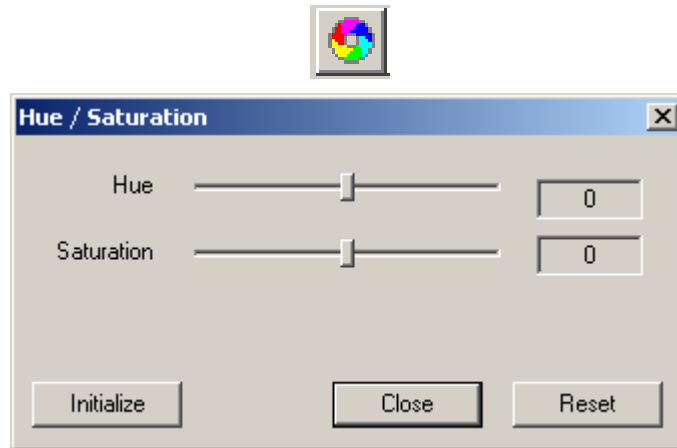 Hue / Saturation
Hue 0
Saturation 0
Initialize Close Reset